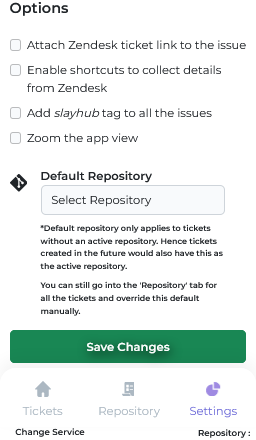 Options
Attach Zendesk ticket link to the issue
Enable shortcuts to collect details
from Zendesk
Add slayhub tag to all the issues
Zoom the app view
Default Repository
Select Repository
*Default repository only applies to tickets
without an active repository. Hence tickets
created in the future would also have this as
the active repository.
You can still go into the 'Repository' tab for
all the tickets and override this default
manually.
Save Changes
Tickets
Repository
Settings
Change Service
Repository :